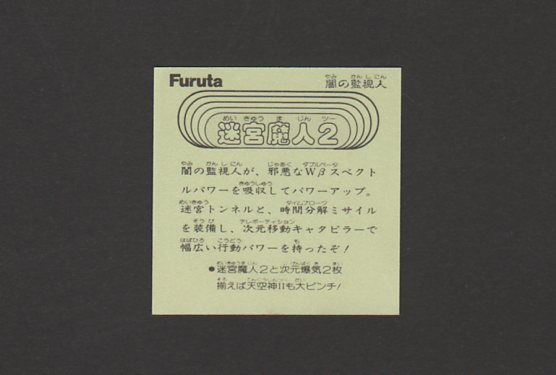 Furuta 闇の監視人
迷宮魔人2
闇の監視人が、邪悪なWβスペクト
ルパワーを吸収してパワーアップ。
迷宮トンネルと、時間分解ミサイル
を装備し、次元移動キャタピラーで
幅広い行動パワーを持ったぞ!
●迷宮魔人2と次元爆気2枚
揃えば天空神IIも大ピンチ!